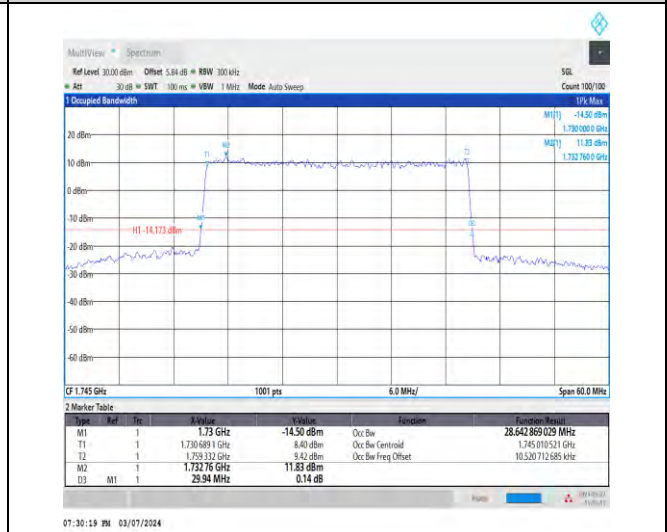 MultiView Spectrum
Ref Level 30.00 dBm Offset 5.84 dB RBW 300 kHz SGL
Att 30 dB SWT 100 ms VBW 1 MHz Mode Auto Sweep Count 100/100
1 Occupied Bandwidth 1Pk Max
M1[1] -14.50 dBm
1.730 000 0 GHz
20 dBm
M2[1] 11.83 dBm
1.732 760 0 GHz
M2
T1 T2
10 dBm
0 dBm
-10 dBm
M1
H1 -14.173 dBm
-20 dBm
-30 dBm
-40 dBm
-50 dBm
-60 dBm
CF 1.745 GHz 1001 pts 6.0 MHz/ Span 60.0 MHz
2 Marker Table
Type Ref Trc X-Value Y-Value Function Function Result
M1 1 1.73 GHz -14.50 dBm Occ Bw 28.642 869 029 MHz
T1 1 1.730 689 1 GHz 8.40 dBm Occ Bw Centroid 1.745 010 521 GHz
T2 1 1.759 332 GHz 9.42 dBm Occ Bw Freq Offset 10.520 712 685 kHz
M2 1 1.732 76 GHz 11.83 dBm
D3 M1 1 29.94 MHz 0.14 dB
07:30:19 PM 03/07/2024